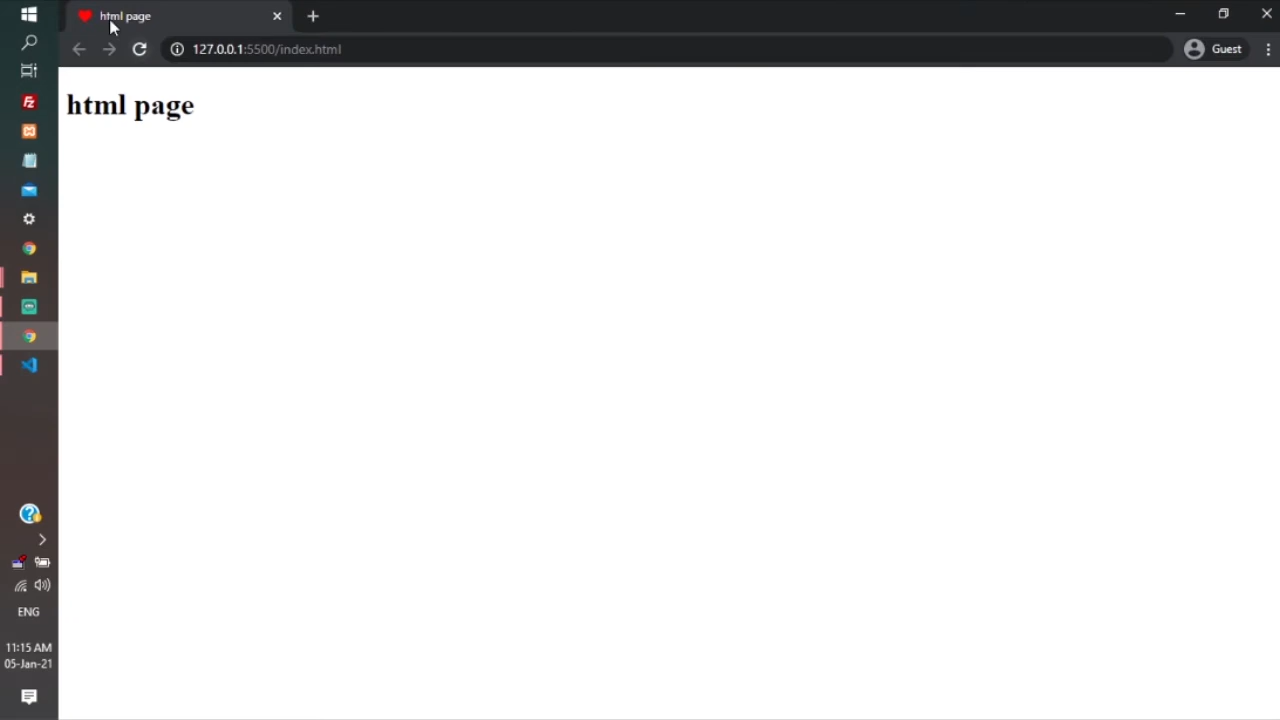 html page
127.0.0.1:5500/index.html
Guest
html page
ENG
11:15 AM
05-Jan-21